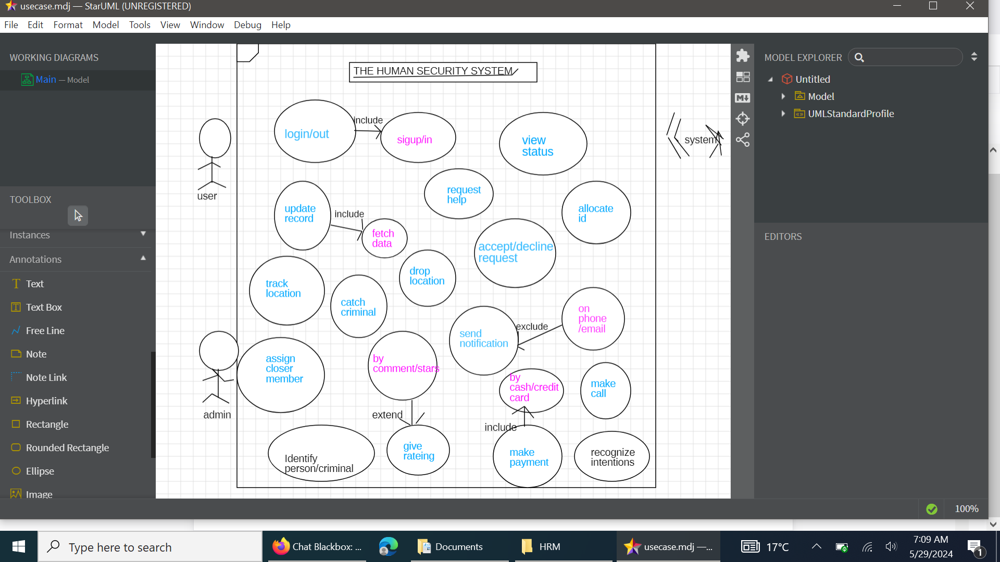 usecase.mdj — StarUML (UNREGISTERED)
File Edit Format Model Tools View Window Debug Help
WORKING DIAGRAMS
Main — Model
TOOLBOX
Instances
Annotations
Text
Text Box
Free Line
Note
Note Link
Hyperlink
Rectangle
Rounded Rectangle
Ellipse
Image
THE HUMAN SECURITY SYSTEM
login/out
include
sigup/in
view
status
system
user
request
help
update
record
include
fetch
data
allocate
id
accept/decline
request
drop
location
track
location
catch
criminal
on
phone
/email
exclude
send
notification
assign
closer
member
by
comment/stars
by
cash/credit
card
make
call
admin
extend
include
give
rateing
make
payment
recognize
intentions
Identify
person/criminal
M
MODEL EXPLORER
Untitled
Model
UMLStandardProfile
EDITORS
100%
Type here to search
Chat Blackbox: ...
Documents
HRM
usecase.mdj —...
17°C
7:09 AM
5/29/2024
1